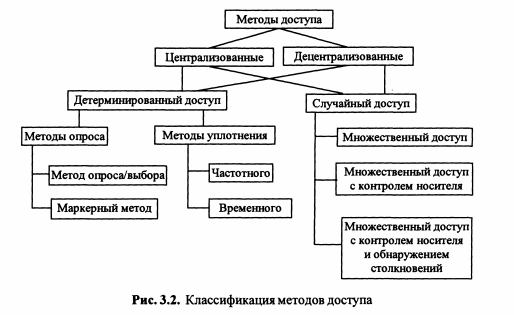 Методы доступа
Централизованные
Децентрализованные
Детерминированный доступ
Случайный доступ
Методы опроса
Методы уплотнения
Множественный доступ
Метод опроса/выбора
Частотного
Множественный доступ
с контролем носителя
Маркерный метод
Временного
Множественный доступ
с контролем носителя
и обнаружением
столкновений
Рис. 3.2. Классификация методов доступа